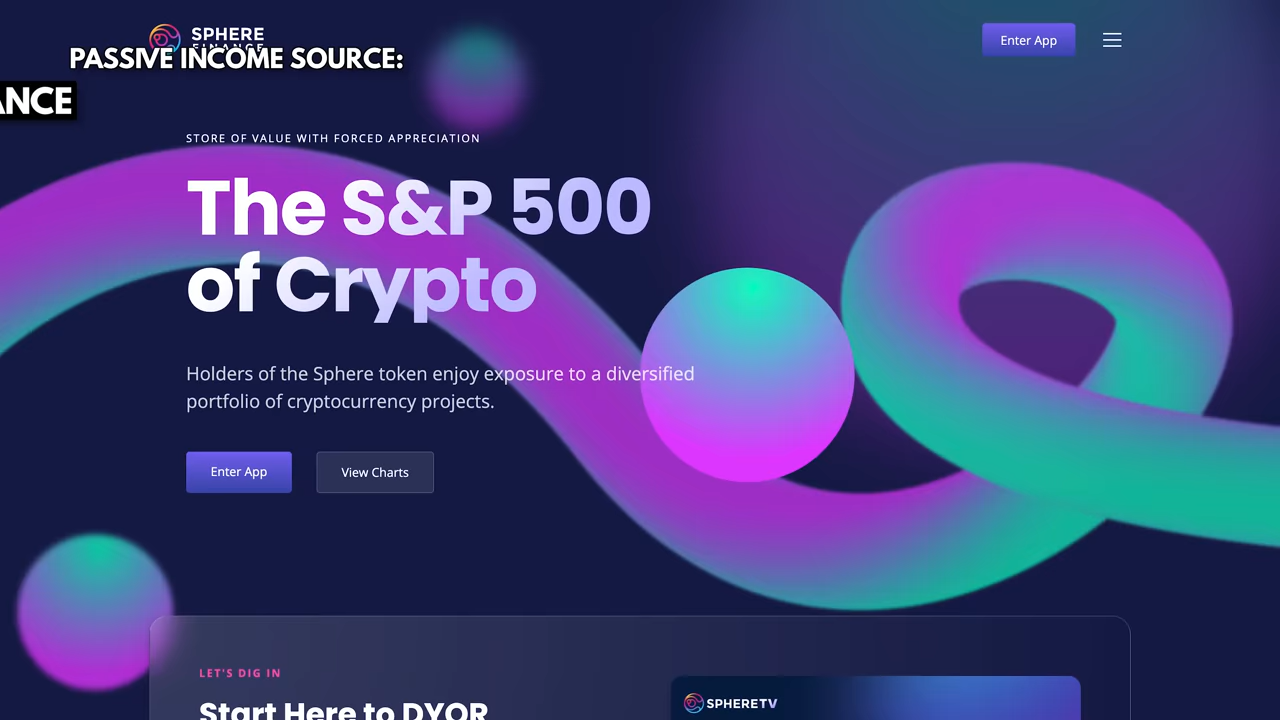 SPHERE
FINANCE
Enter App
PASSIVE INCOME SOURCE:
ANCE
STORE OF VALUE WITH FORCED APPRECIATION
The S&P 500
of Crypto
Holders of the Sphere token enjoy exposure to a diversified
portfolio of cryptocurrency projects.
Enter App
View Charts
LET'S DIG IN
Start Here to DYOR
SPHERETV